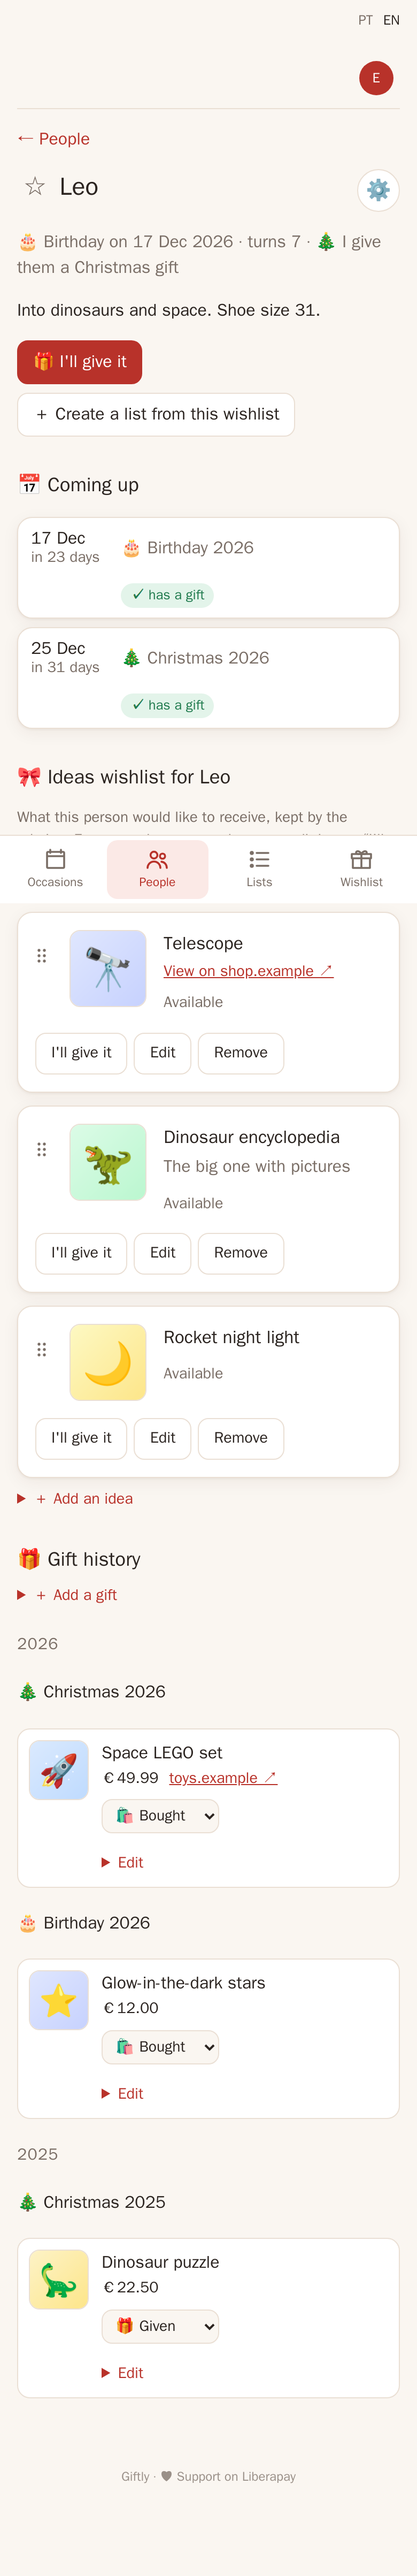 PT EN
E
← People
☆ Leo
🎂 Birthday on 17 Dec 2026 · turns 7 · 🎄 I give
them a Christmas gift
Into dinosaurs and space. Shoe size 31.
🎁 I'll give it
+ Create a list from this wishlist
📅 Coming up
17 Dec
in 23 days
🎂 Birthday 2026
✓ has a gift
25 Dec
in 31 days
🎄 Christmas 2026
✓ has a gift
🎀 Ideas wishlist for Leo
What this person would like to receive, kept by the
Occasions
People
Lists
Wishlist
Telescope
View on shop.example ↗
Available
I'll give it Edit Remove
Dinosaur encyclopedia
The big one with pictures
Available
I'll give it Edit Remove
Rocket night light
Available
I'll give it Edit Remove
▶ + Add an idea
🎁 Gift history
▶ + Add a gift
2026
🎄 Christmas 2026
Space LEGO set
€ 49.99 toys.example ↗
🛍️ Bought
▶ Edit
🎂 Birthday 2026
Glow-in-the-dark stars
€ 12.00
🛍️ Bought
▶ Edit
2025
🎄 Christmas 2025
Dinosaur puzzle
€ 22.50
🎁 Given
▶ Edit
Giftly · ♥ Support on Liberapay